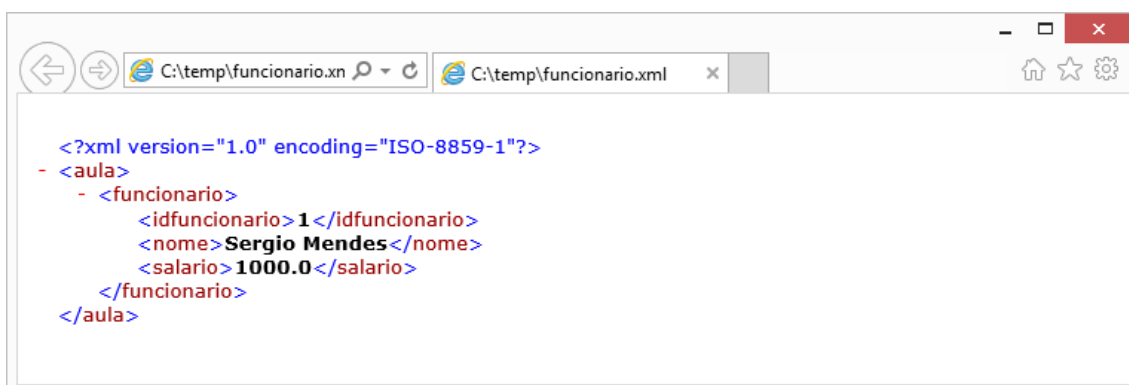 C:\temp\funcionario.xn
C:\temp\funcionario.xml
<?xml version="1.0" encoding="ISO-8859-1"?>
- <aula>
- <funcionario>
<idfuncionario>1</idfuncionario>
<nome>Sergio Mendes</nome>
<salario>1000.0</salario>
</funcionario>
</aula>